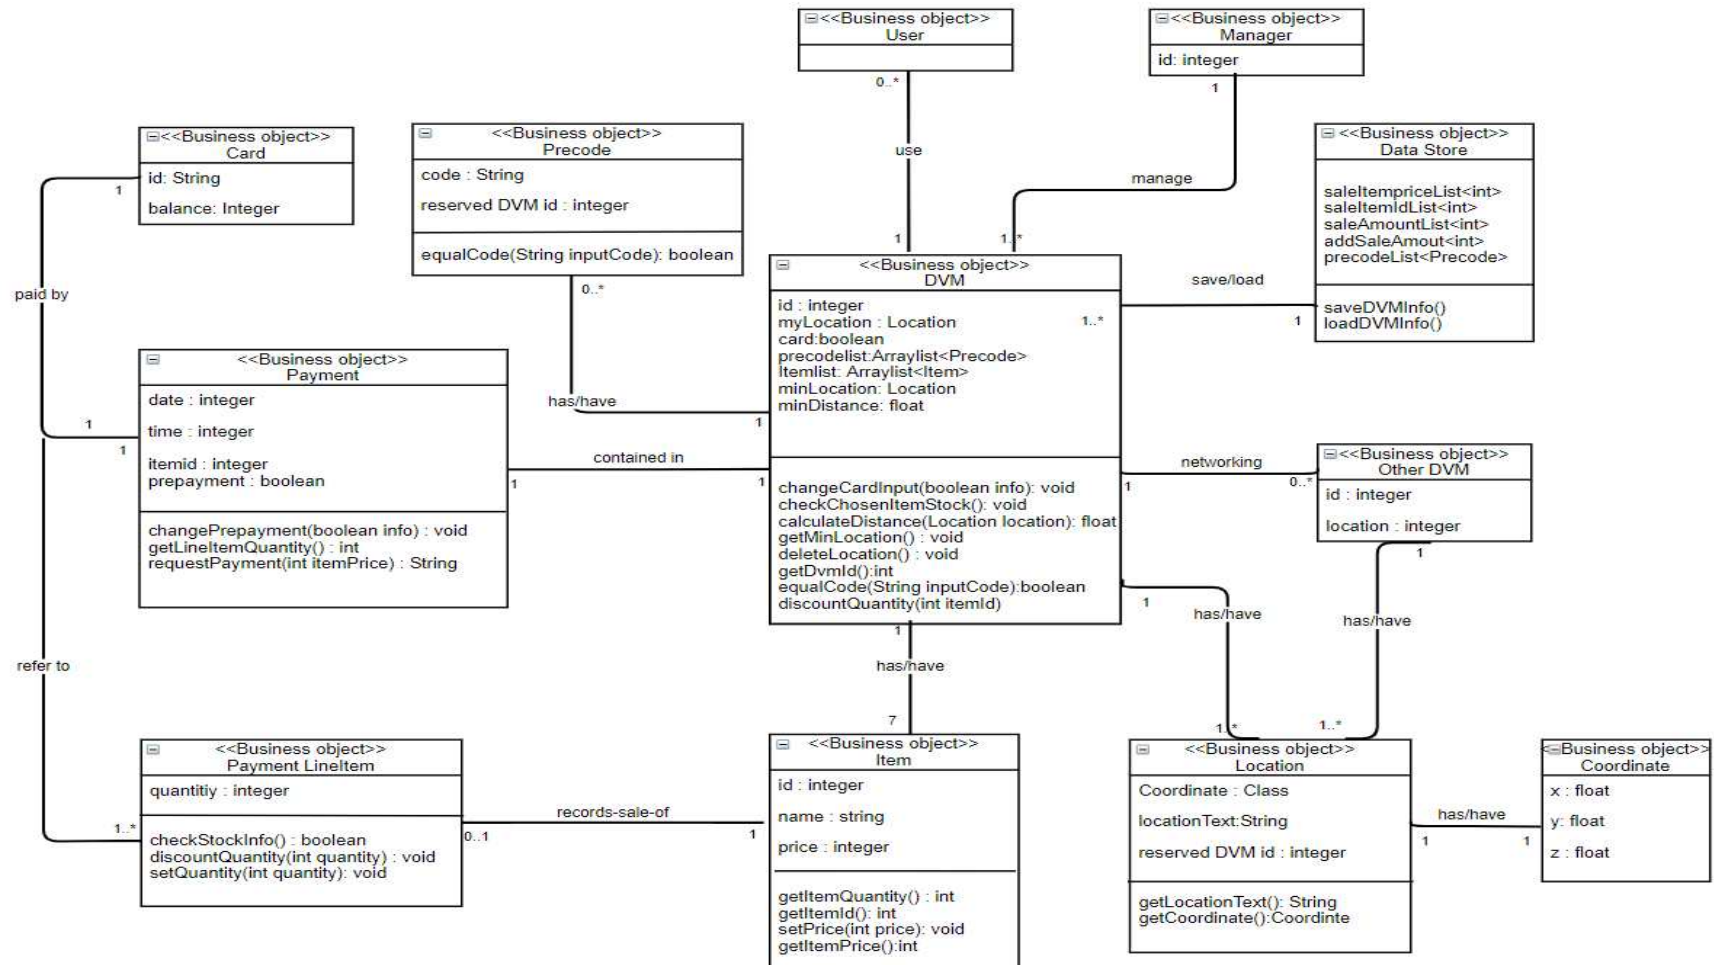 <<Business object>>
User
0..*
use
1
<<Business object>>
Manager
id: integer
1
manage
1..*
<<Business object>>
Card
id: String
balance: Integer
1
paid by
1
<<Business object>>
Precode
code : String
reserved DVM id : integer
equalCode(String inputCode): boolean
0..*
has/have
1
<<Business object>>
Data Store
saleItempriceList<int>
saleItemIdList<int>
saleAmountList<int>
addSaleAmout<int>
precodeList<Precode>
saveDVMInfo()
loadDVMInfo()
save/load
1..*
1
<<Business object>>
DVM
id : integer
myLocation : Location
card:boolean
precodelist:Arraylist<Precode>
Itemlist: Arraylist<Item>
minLocation: Location
minDistance: float
changeCardInput(boolean info): void
checkChosenItemStock(): void
calculateDistance(Location location): float
getMinLocation() : void
deleteLocation() : void
getDvmId():int
equalCode(String inputCode):boolean
discountQuantity(int itemId)
<<Business object>>
Payment
date : integer
time : integer
itemid : integer
prepayment : boolean
changePrepayment(boolean info) : void
getLineItemQuantity() : int
requestPayment(int itemPrice) : String
contained in
1
1
networking
1
0..*
<<Business object>>
Other DVM
id : integer
location : integer
1
has/have
1..*
1
has/have
1..*
1
refer to
1..*
1
has/have
7
<<Business object>>
Payment LineItem
quantitiy : integer
checkStockInfo() : boolean
discountQuantity(int quantity) : void
setQuantity(int quantity): void
records-sale-of
0..1
1
<<Business object>>
Item
id : integer
name : string
price : integer
getItemQuantity() : int
getItemId(): int
setPrice(int price): void
getItemPrice():int
<<Business object>>
Location
Coordinate : Class
locationText:String
reserved DVM id : integer
getLocationText(): String
getCoordinate():Coordinte
has/have
1
1
<<Business object>>
Coordinate
x : float
y: float
z : float